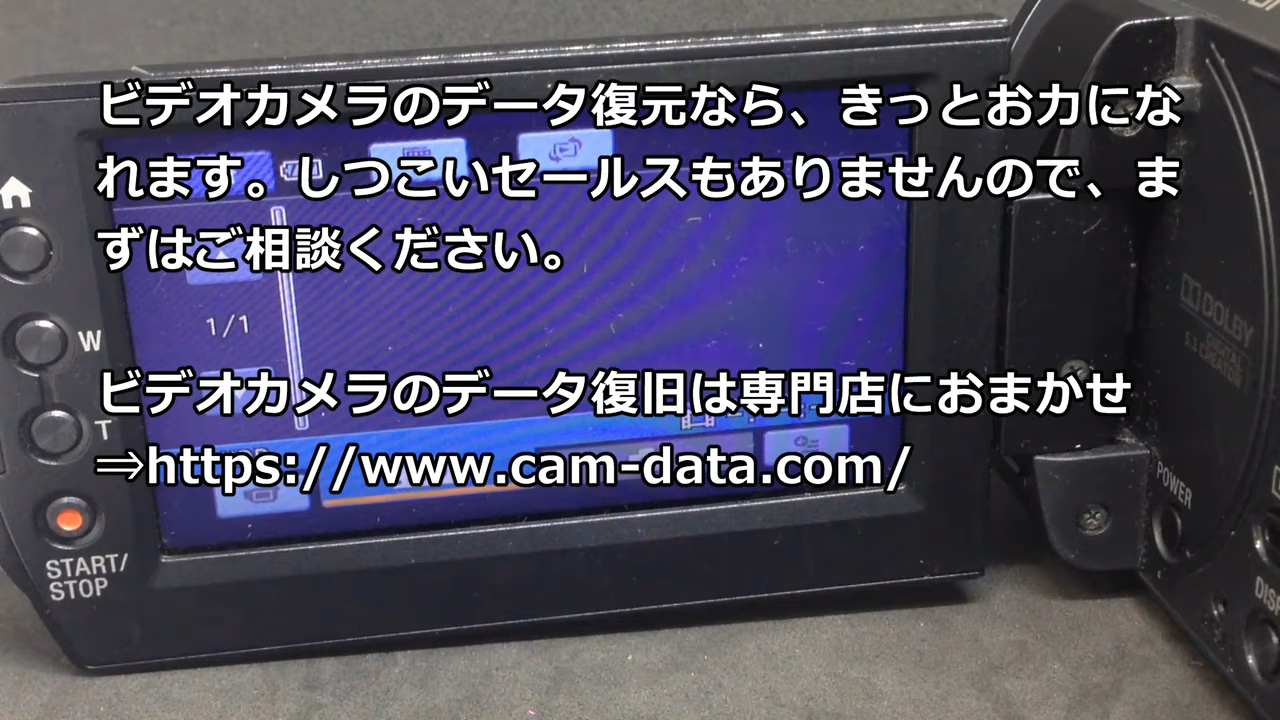 ビデオカメラのデータ復元なら、きっとお力にな
れます。しつこいセールスもありませんので、ま
ずはご相談ください。
1/1
W
ビデオカメラのデータ復旧は専門店におまかせ
T
⇒https://www.cam-data.com/
POWER
START/
STOP
DOLBY
DIGITAL
5.1 CREATOR